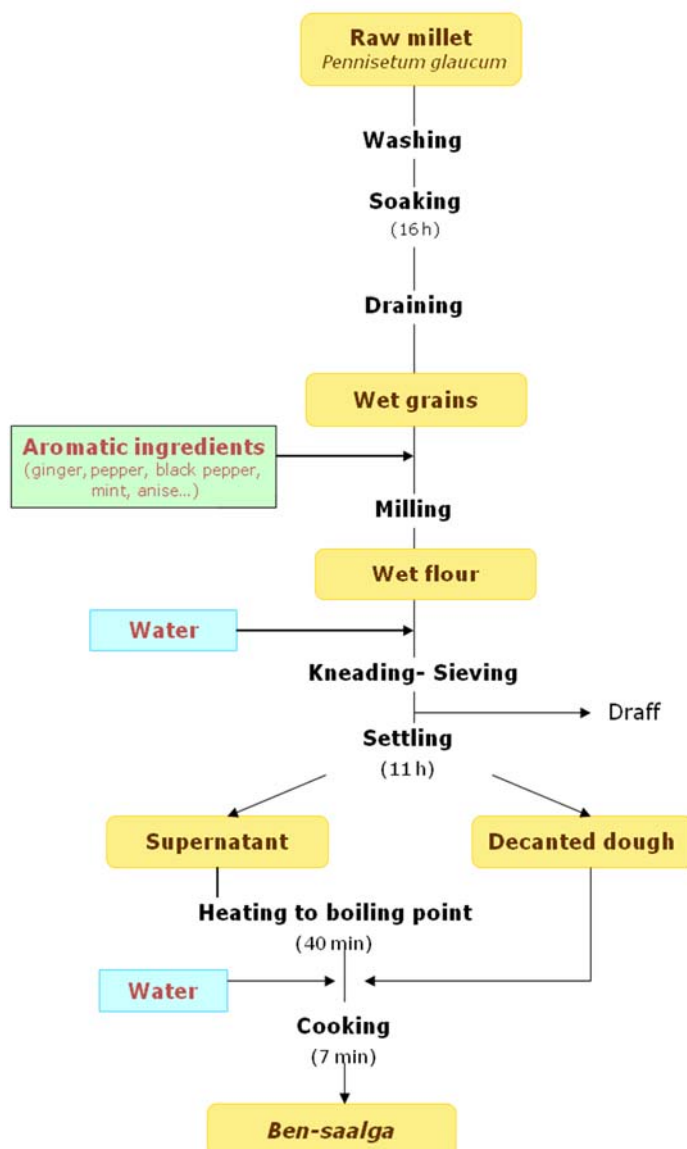 Raw millet
Pennisetum glaucum
Washing
Soaking
(16 h)
Draining
Wet grains
Aromatic ingredients
(ginger, pepper, black pepper,
mint, anise...)
Milling
Wet flour
Water
Kneading- Sieving
Draff
Settling
(11 h)
Supernatant
Decanted dough
Heating to boiling point
(40 min)
Water
Cooking
(7 min)
Ben-saalga